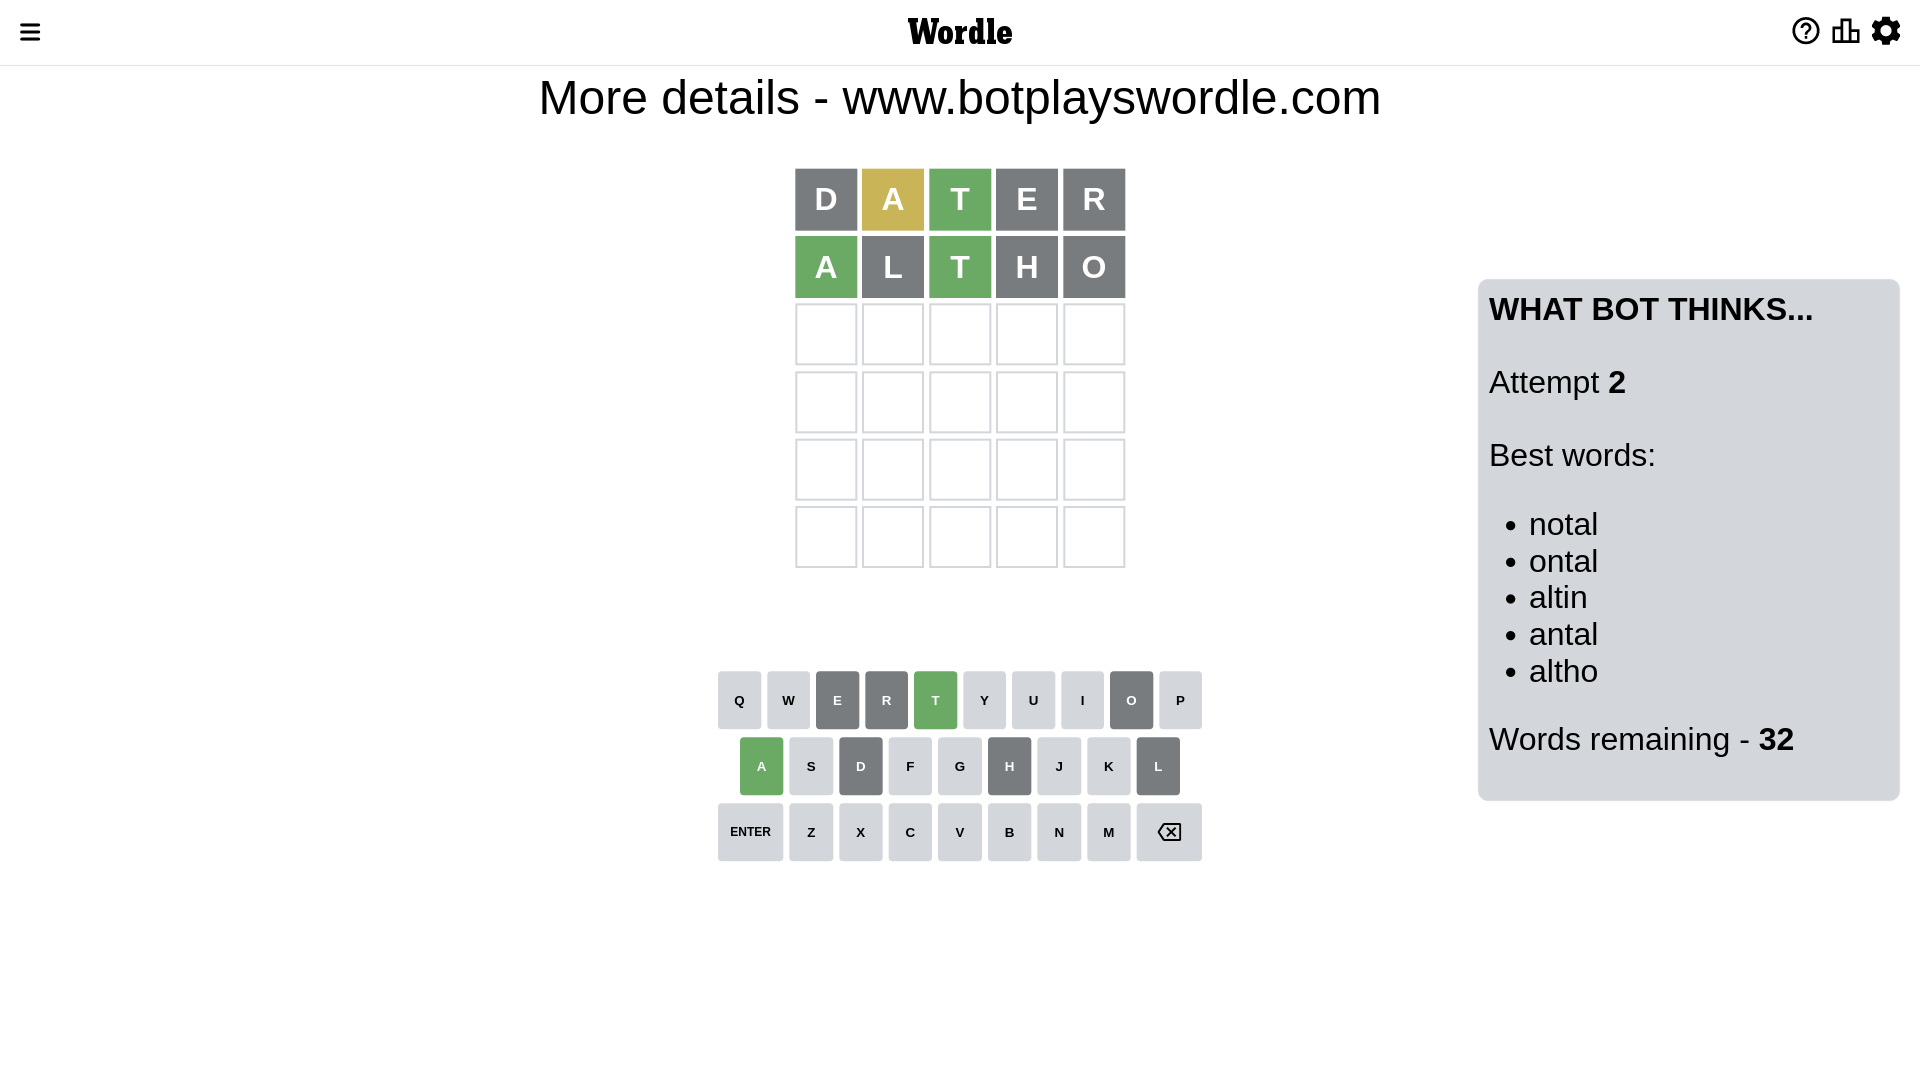 Wordle
More details - www.botplayswordle.com
D A T E R
A L T H O
WHAT BOT THINKS...
Attempt 2
Best words:
• notal
• ontal
• altin
• antal
• altho
Words remaining - 32
Q W E R T Y U I O P
A S D F G H J K L
ENTER Z X C V B N M